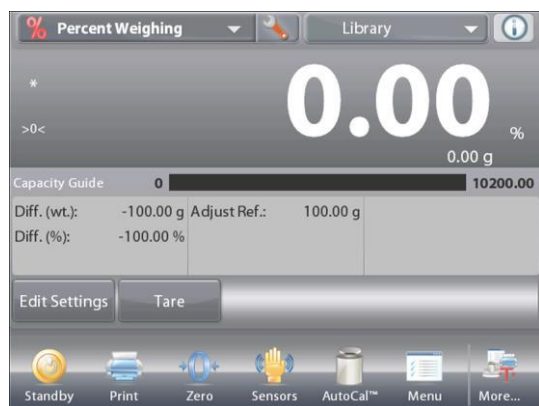 % Percent Weighing
Library
*
0.00 %
>0<
0.00 g
Capacity Guide 0 10200.00
Diff. (wt.): -100.00 g Adjust Ref.: 100.00 g
Diff. (%): -100.00 %
Edit Settings Tare
Standby Print Zero Sensors AutoCal™ Menu More...